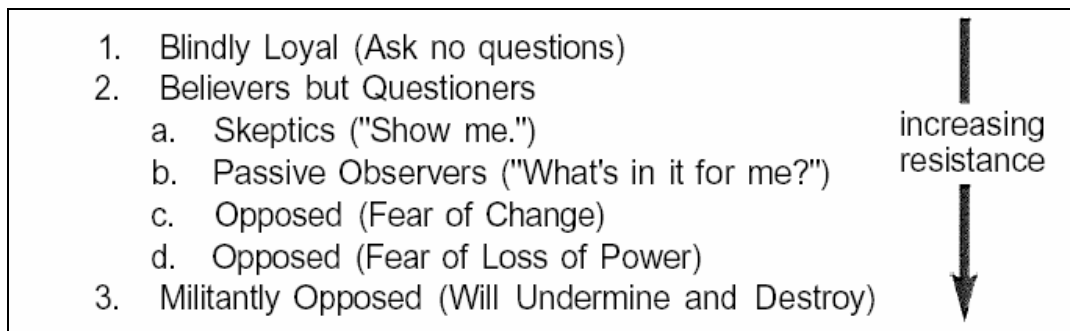 1. Blindly Loyal (Ask no questions)
2. Believers but Questioners
a. Skeptics ("Show me.")
b. Passive Observers ("What's in it for me?")
c. Opposed (Fear of Change)
d. Opposed (Fear of Loss of Power)
3. Militantly Opposed (Will Undermine and Destroy)
increasing
resistance